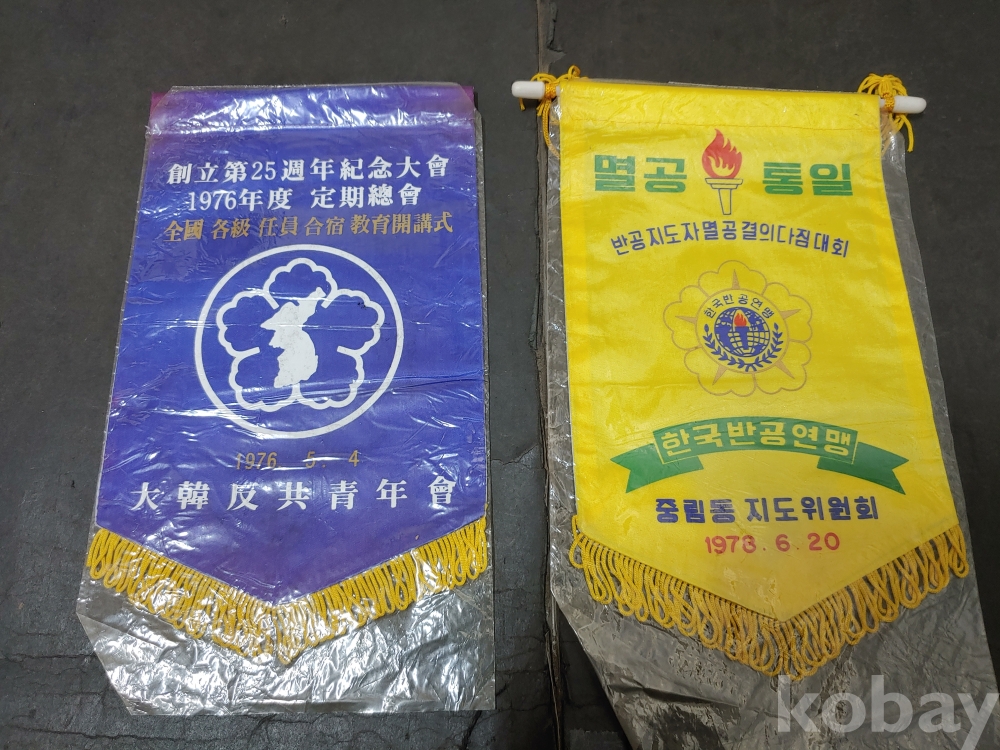 創立第25週年紀念大會
1976年度 定期總會
全國 各級 任員 合宿 教育開講式
1976. 5. 4
大韓反共青年會
멸공 통일
반공지도자멸공결의다짐대회
한국반공연맹
한국반공연맹
중림동 지도위원회
1978. 6. 20
kobay